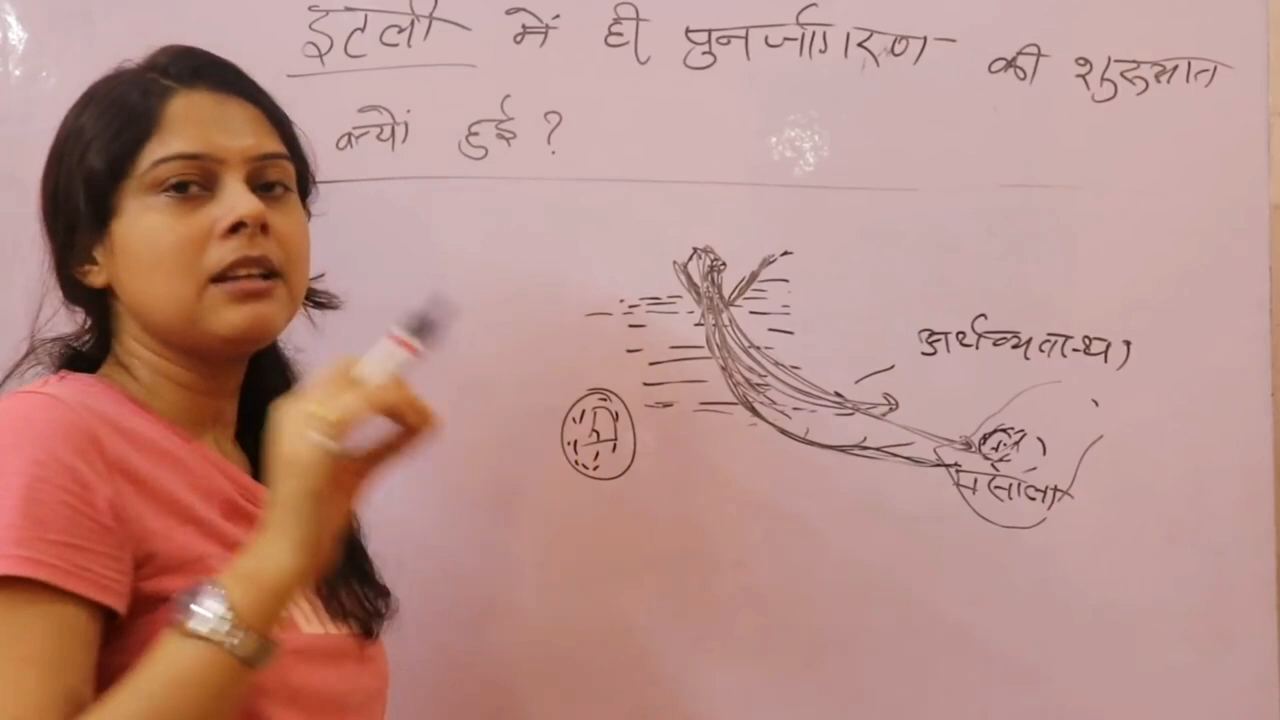 इटली में ही पुनर्जागरण की शुरुआत
क्यों हुई ?
अर्थव्यवस्था
मसाला